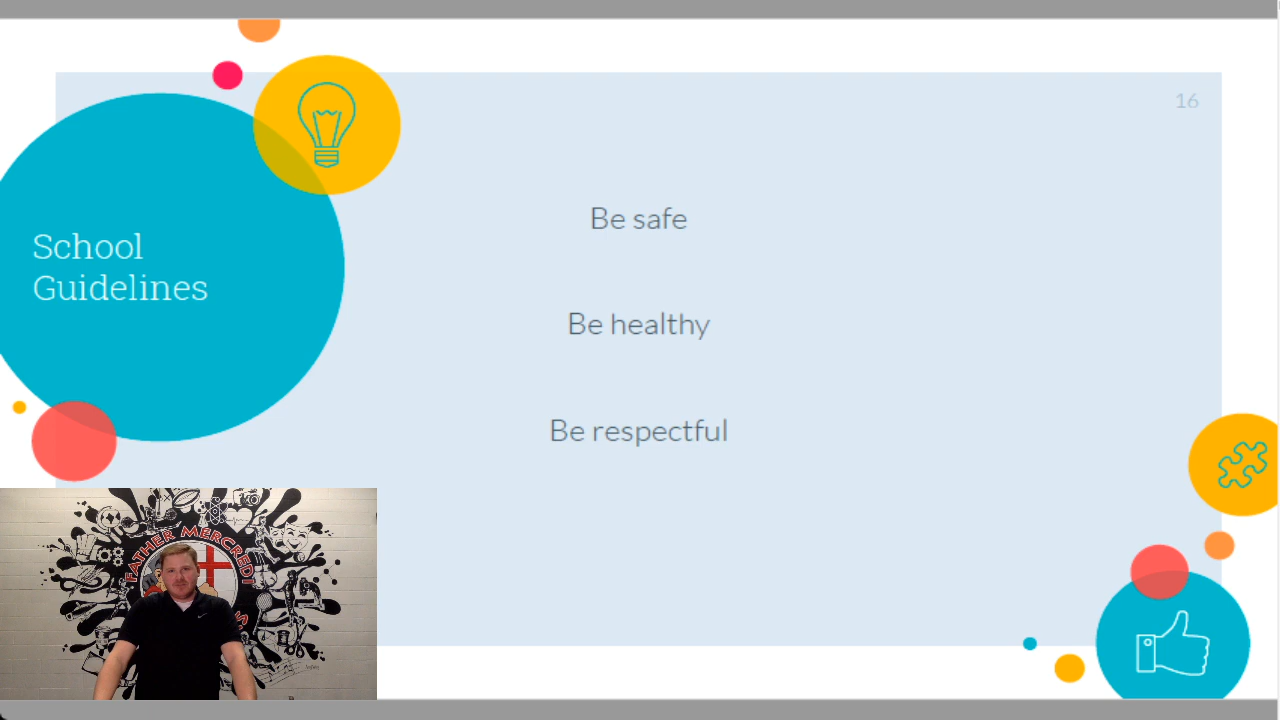 16
School
Guidelines
Be safe
Be healthy
Be respectful
FATHER MERCREDI